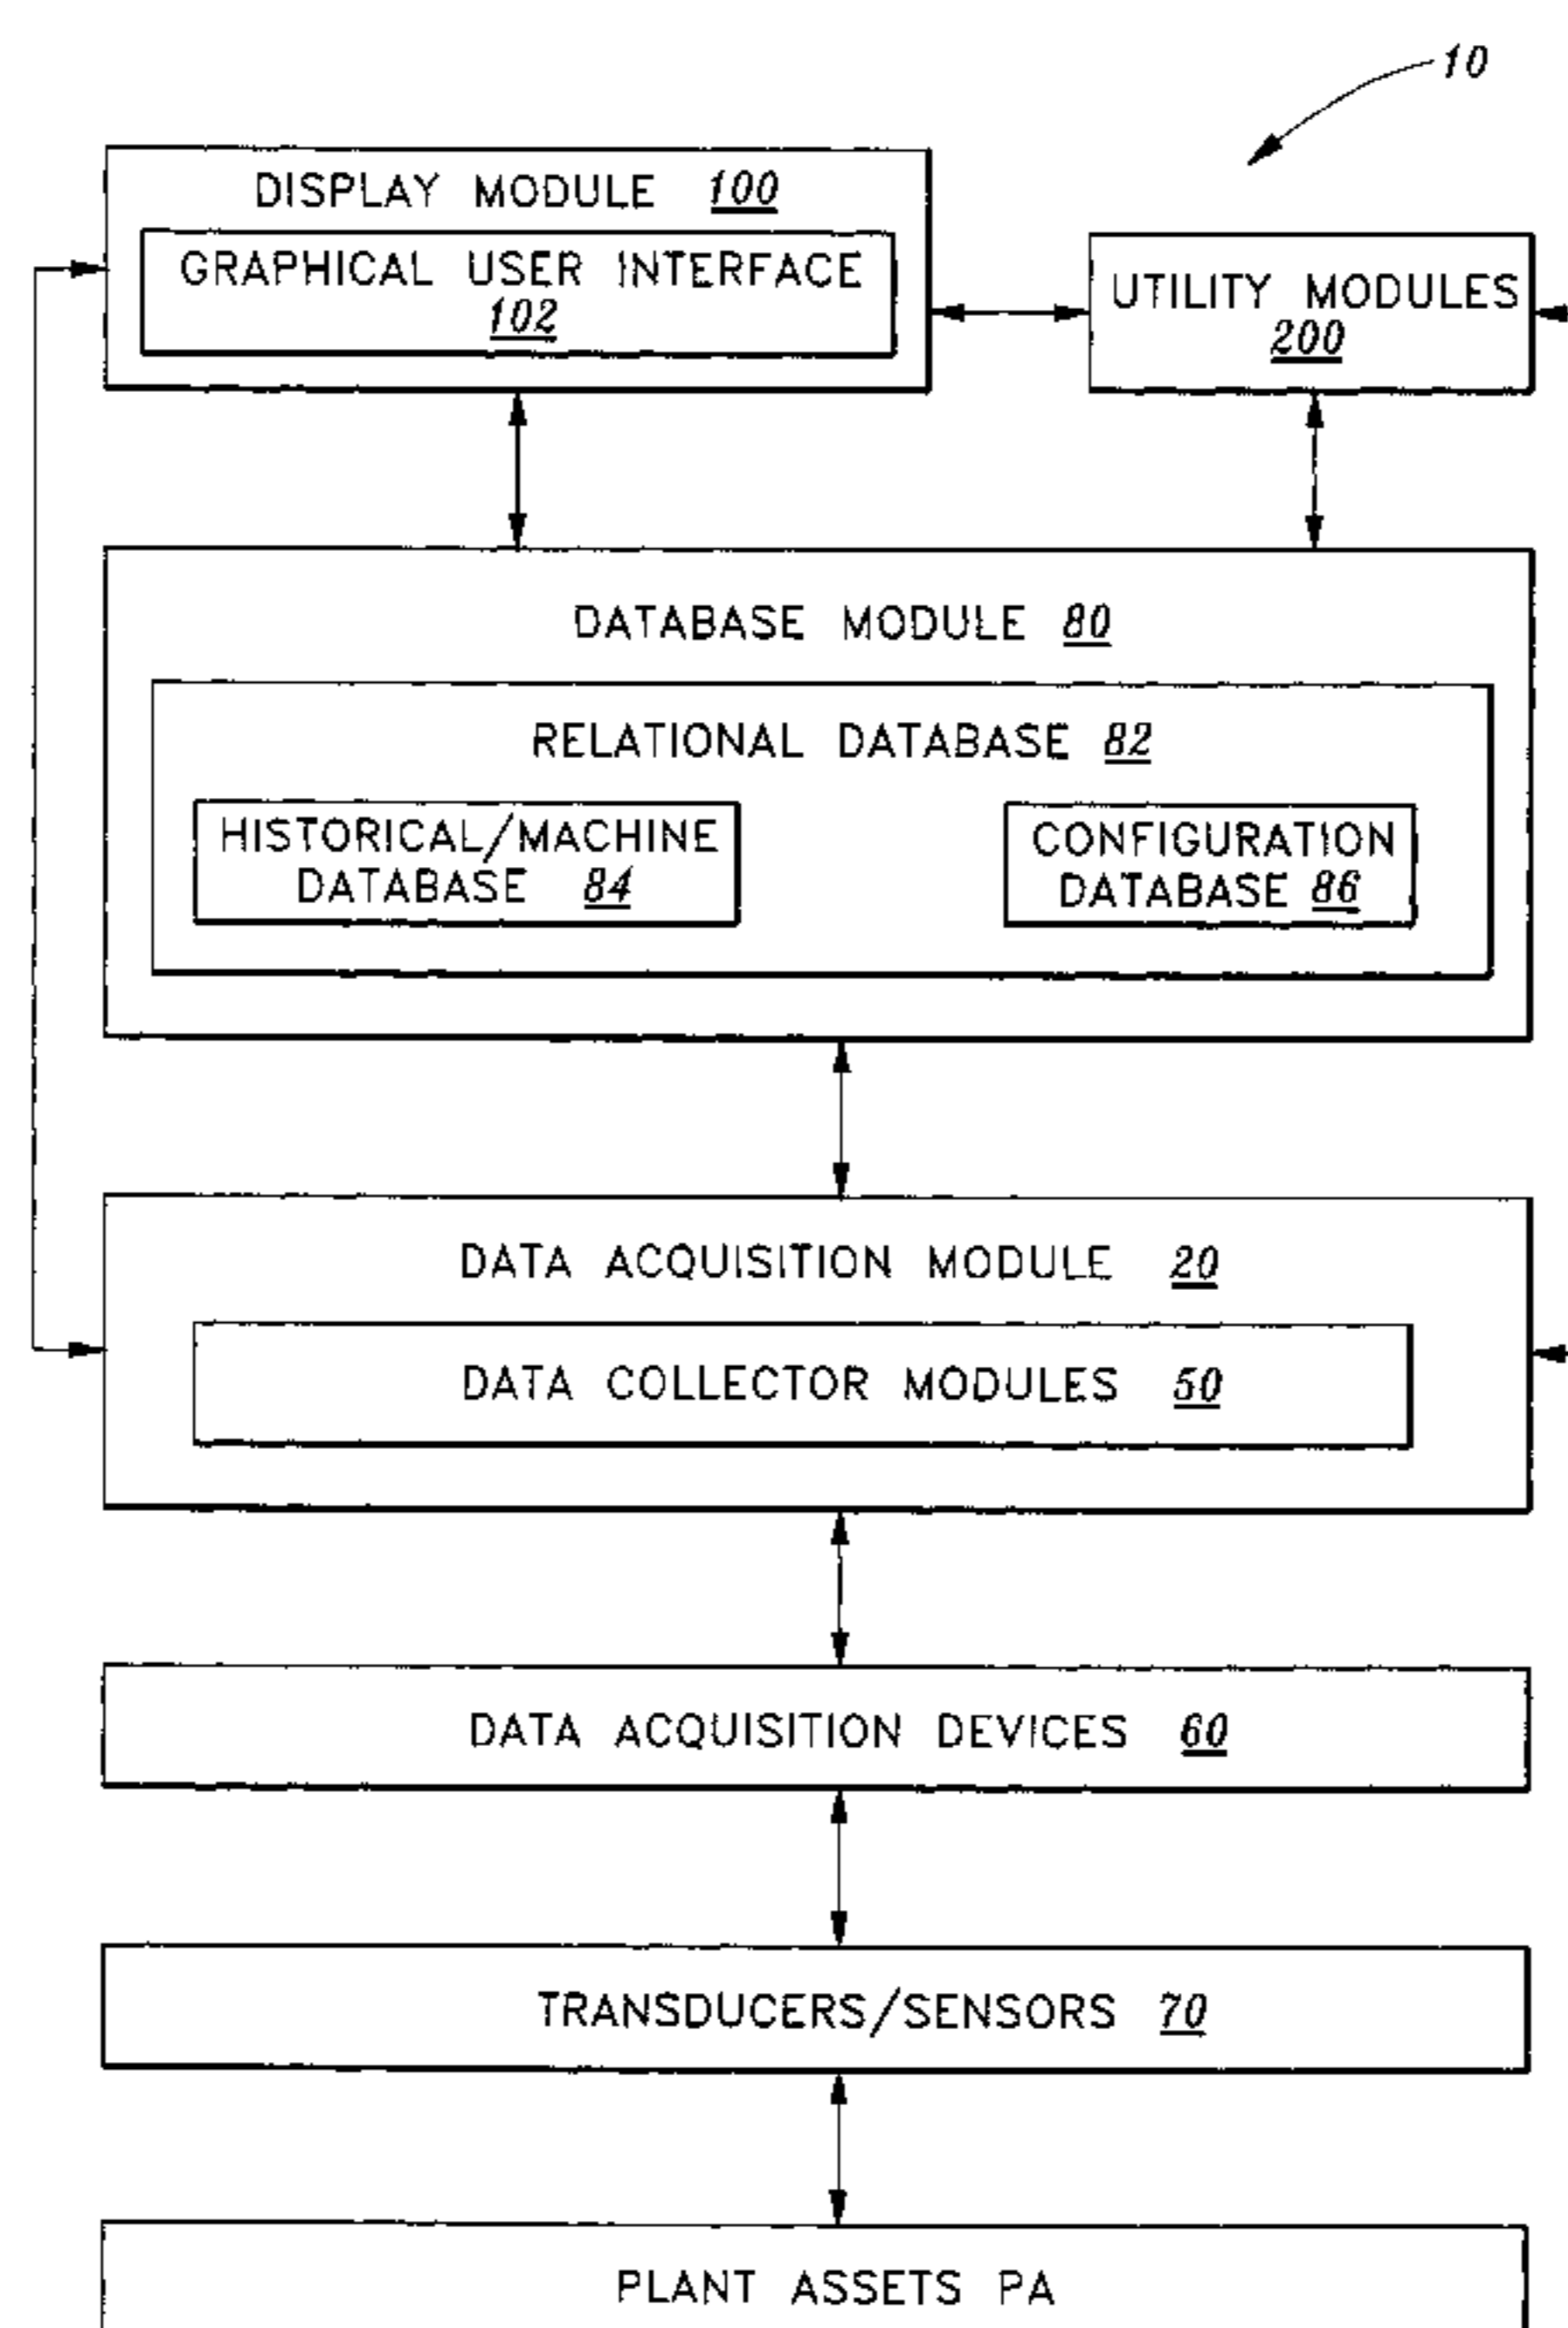 10
DISPLAY MODULE 100
GRAPHICAL USER INTERFACE
102
UTILITY MODULES
200
DATABASE MODULE 80
RELATIONAL DATABASE 82
HISTORICAL/MACHINE
DATABASE 84
CONFIGURATION
DATABASE 86
DATA ACQUISITION MODULE 20
DATA COLLECTOR MODULES 50
DATA ACQUISITION DEVICES 60
TRANSDUCERS/SENSORS 70
PLANT ASSETS PA